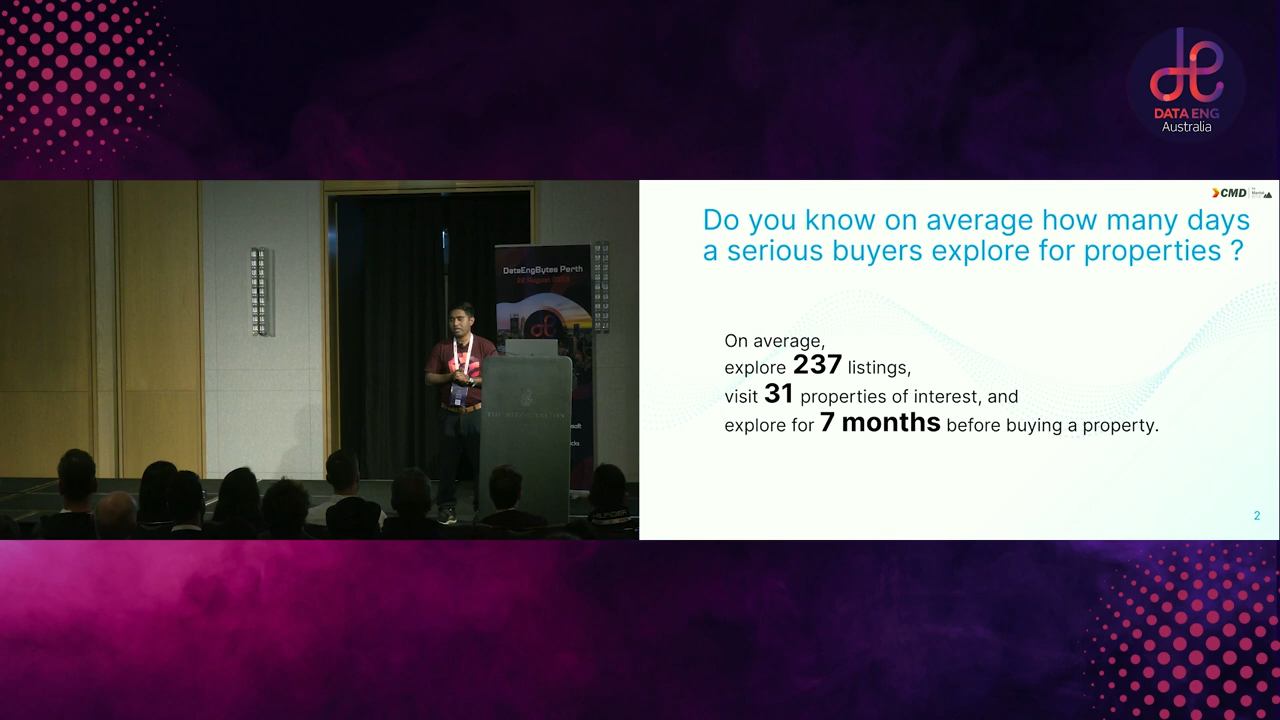 DATA ENG
Australia
DataEngBytes Perth
CMD
Do you know on average how many days
a serious buyers explore for properties ?
On average,
explore 237 listings,
visit 31 properties of interest, and
explore for 7 months before buying a property.
2